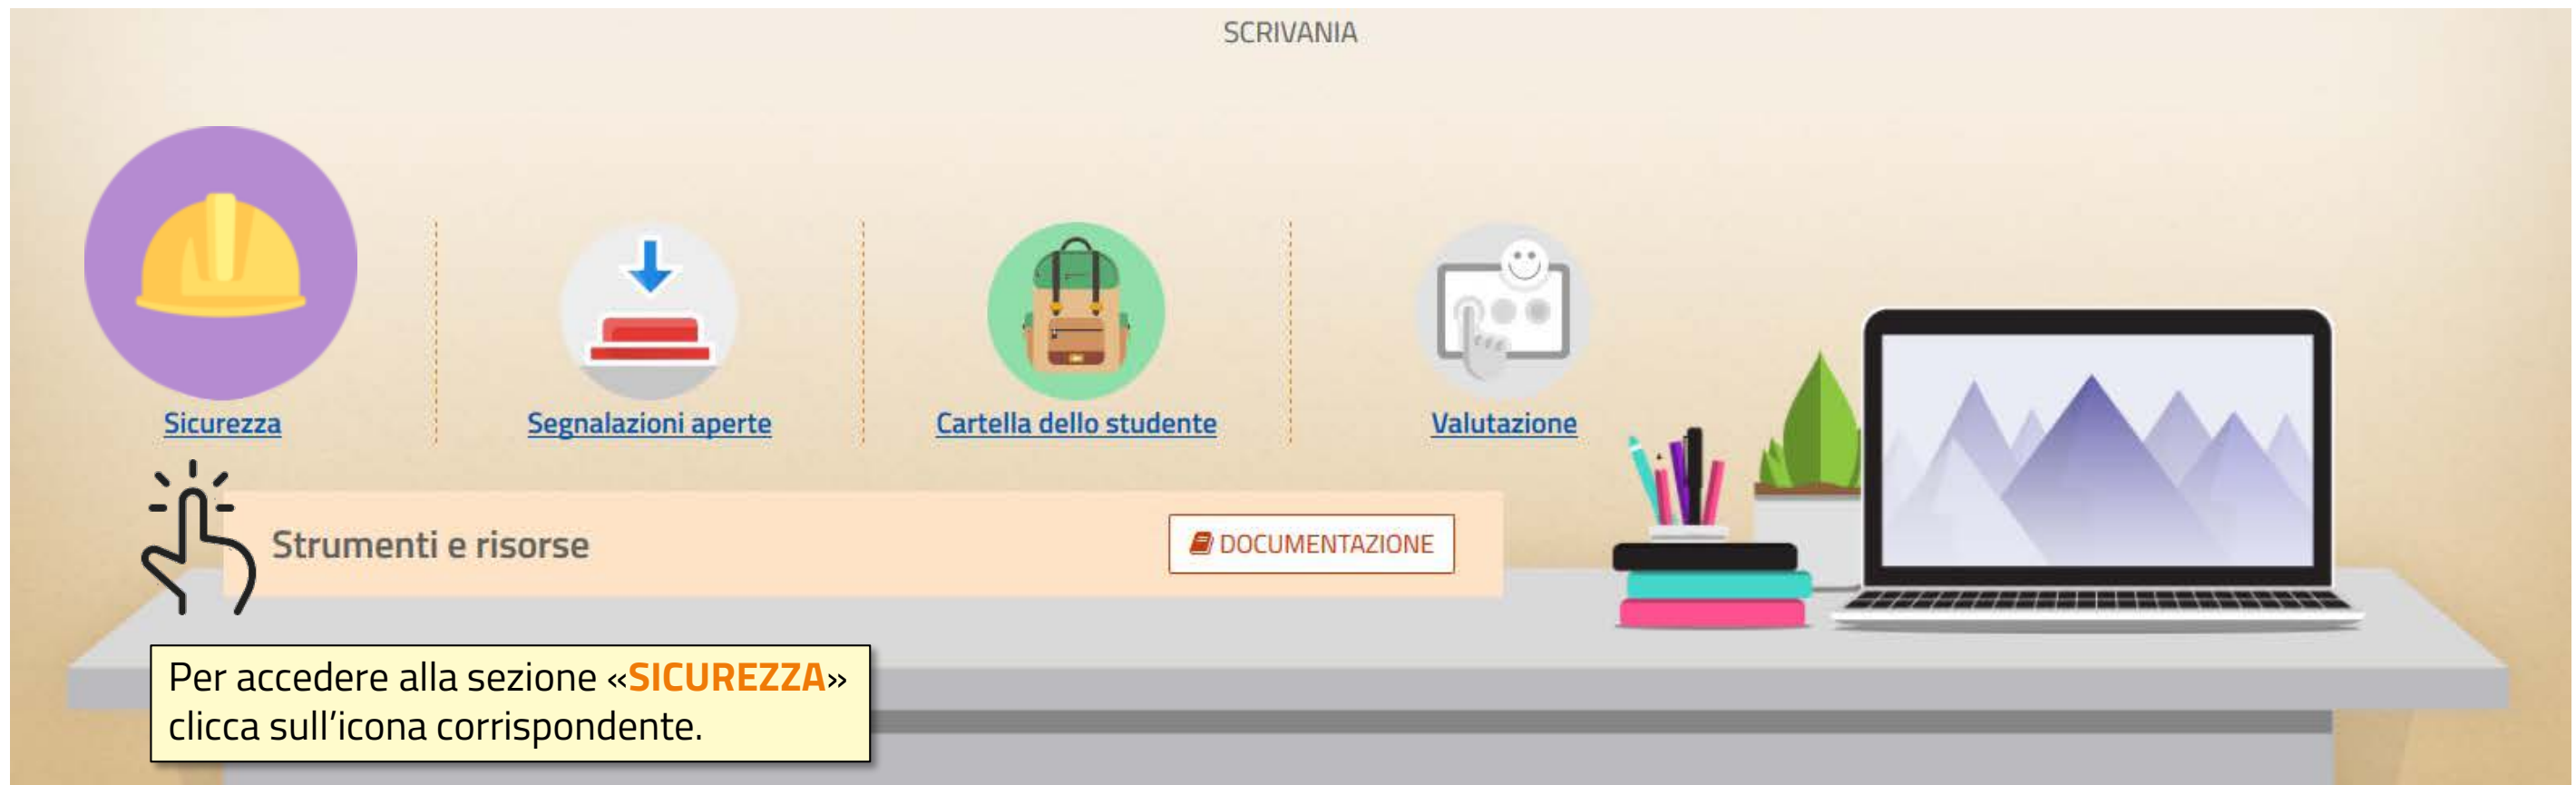 SCRIVANIA
Sicurezza
Segnalazioni aperte
Cartella dello studente
Valutazione
Strumenti e risorse
DOCUMENTAZIONE
Per accedere alla sezione «SICUREZZA»
clicca sull’icona corrispondente.